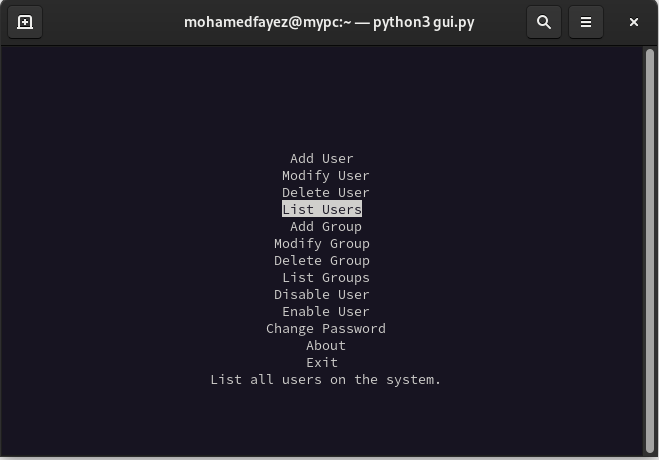 mohamedfayez@mypc:~ — python3 gui.py
Add User
Modify User
Delete User
List Users
Add Group
Modify Group
Delete Group
List Groups
Disable User
Enable User
Change Password
About
Exit
List all users on the system.